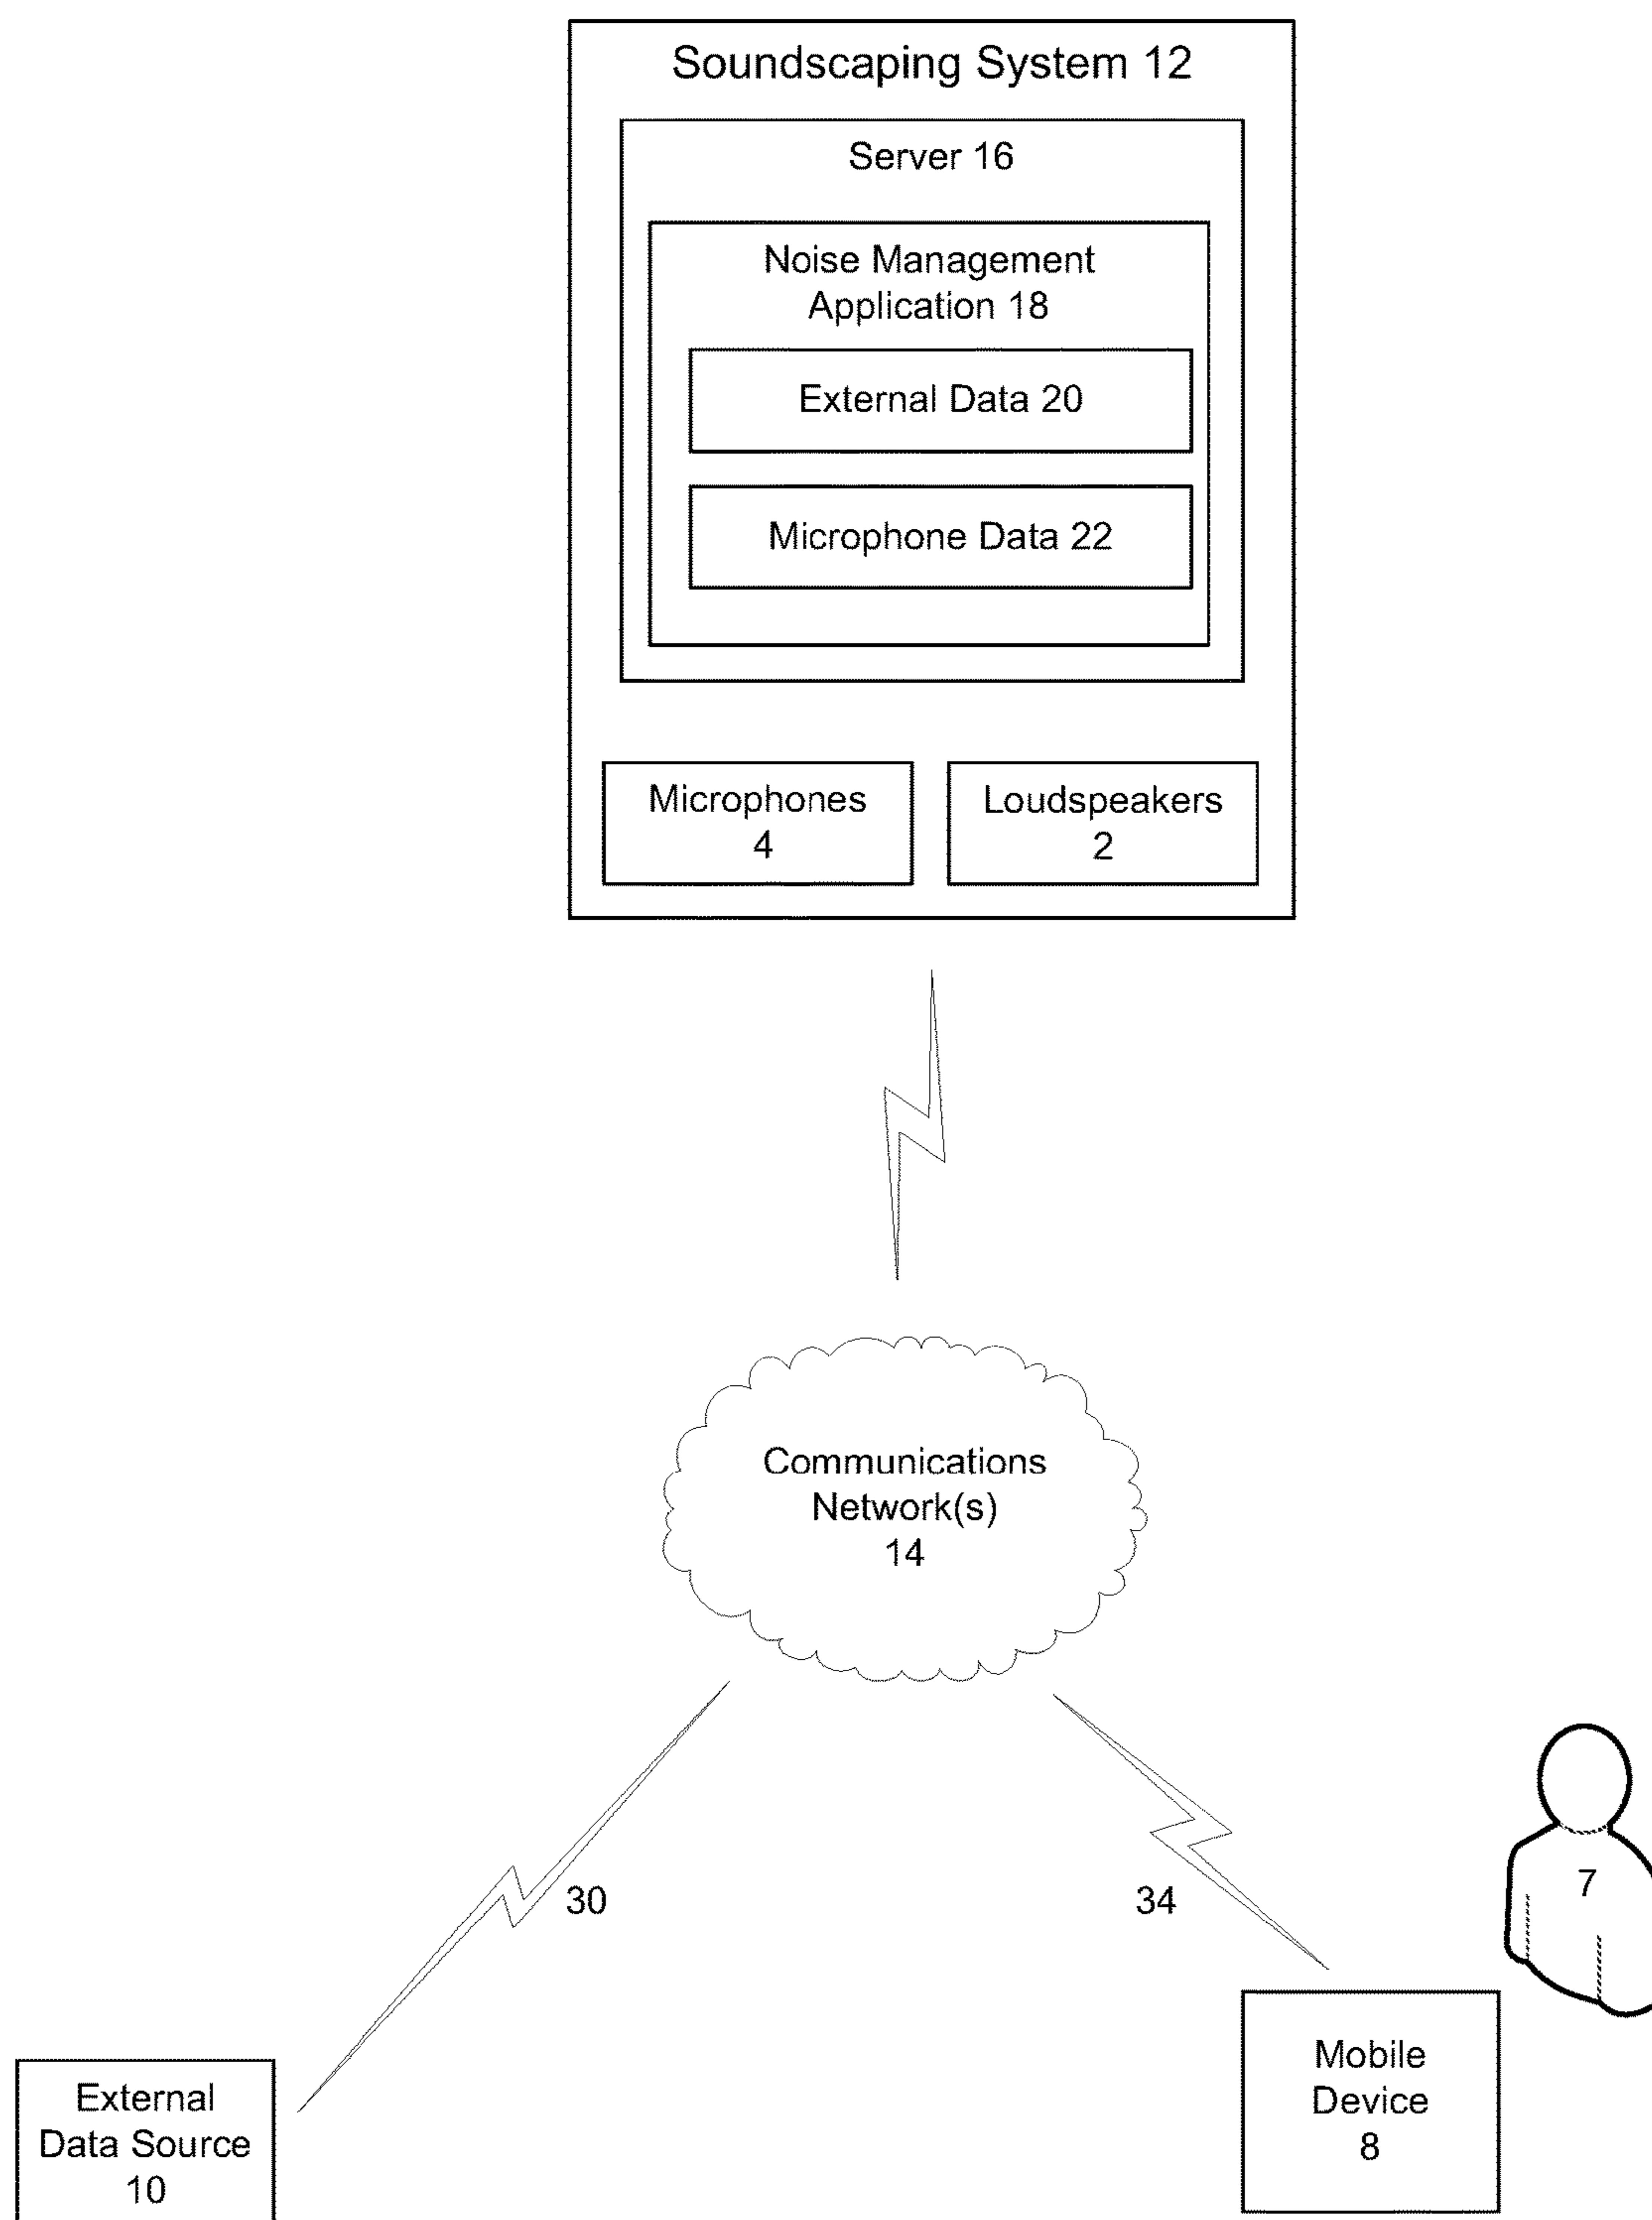 Soundscaping System 12
Server 16
Noise Management
Application 18
External Data 20
Microphone Data 22
Microphones
4
Loudspeakers
2
Communications
Network(s)
14
30
34
7
Mobile
Device
8
External
Data Source
10